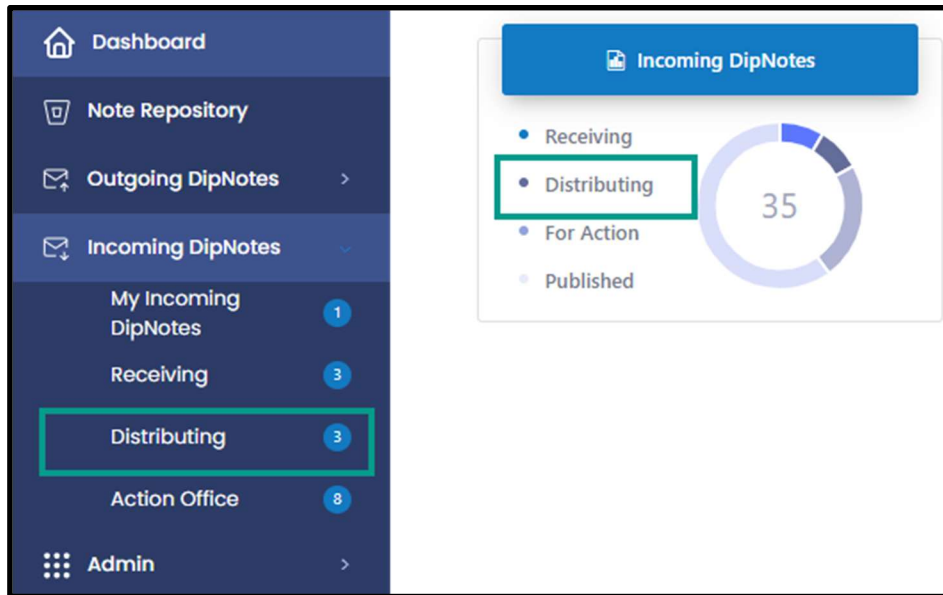 Dashboard
Note Repository
Outgoing DipNotes
Incoming DipNotes
My Incoming
DipNotes
1
Receiving
3
Distributing
3
Action Office
8
Admin
Incoming DipNotes
Receiving
Distributing
For Action
Published
35